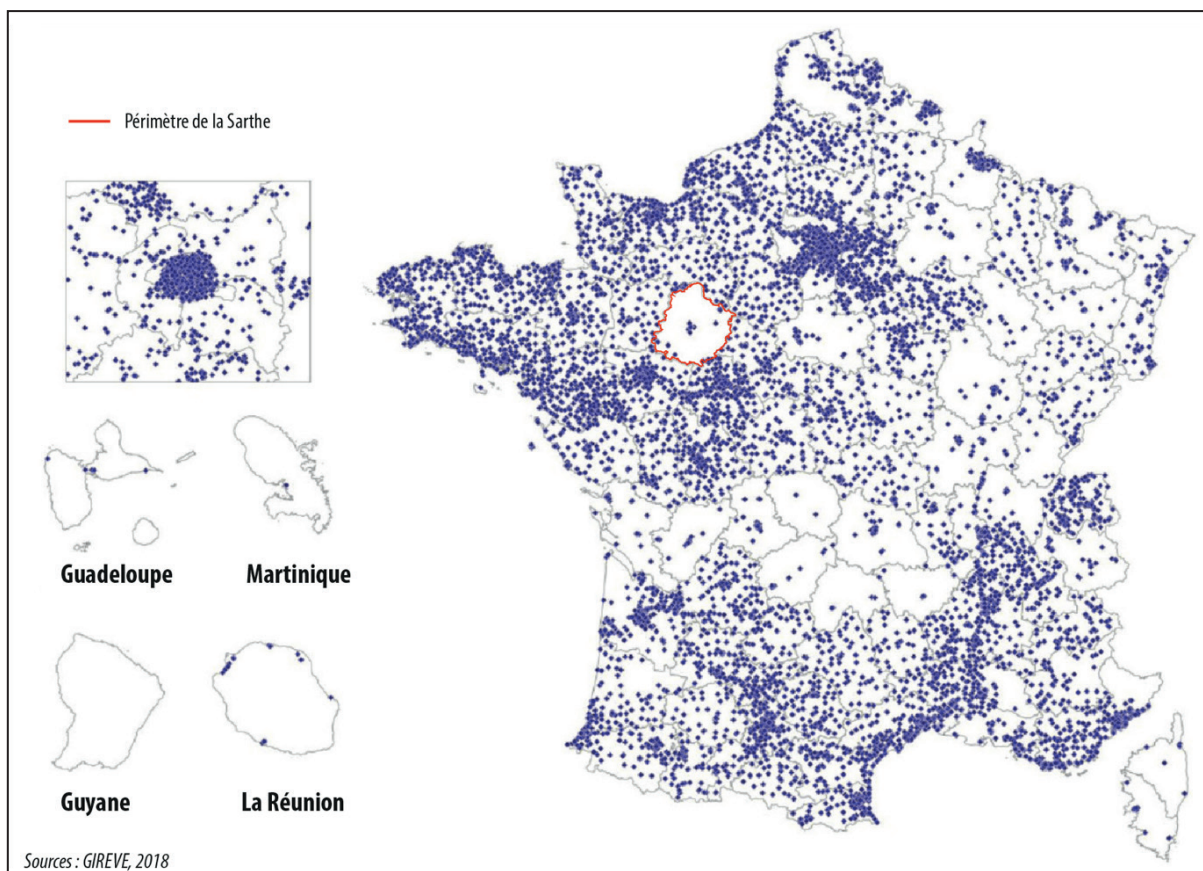 Périmètre de la Sarthe
Guadeloupe
Martinique
Guyane
La Réunion
Sources : GIREVE, 2018